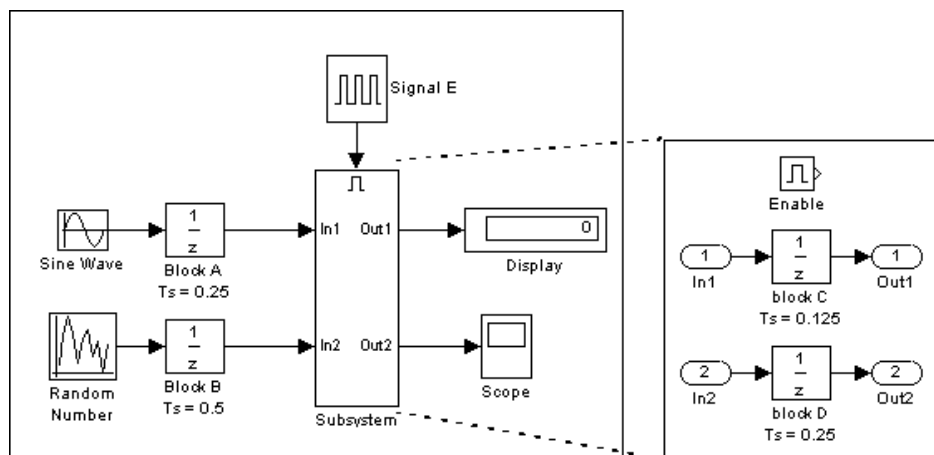 Signal E
In1
Out1
0
Sine Wave
1
z
Block A
Ts = 0.25
Display
In2
Out2
Random
Number
1
z
Block B
Ts = 0.5
Scope
Subsystem
Enable
1
In1
1
z
block C
Ts = 0.125
1
Out1
2
In2
1
z
block D
Ts = 0.25
2
Out2